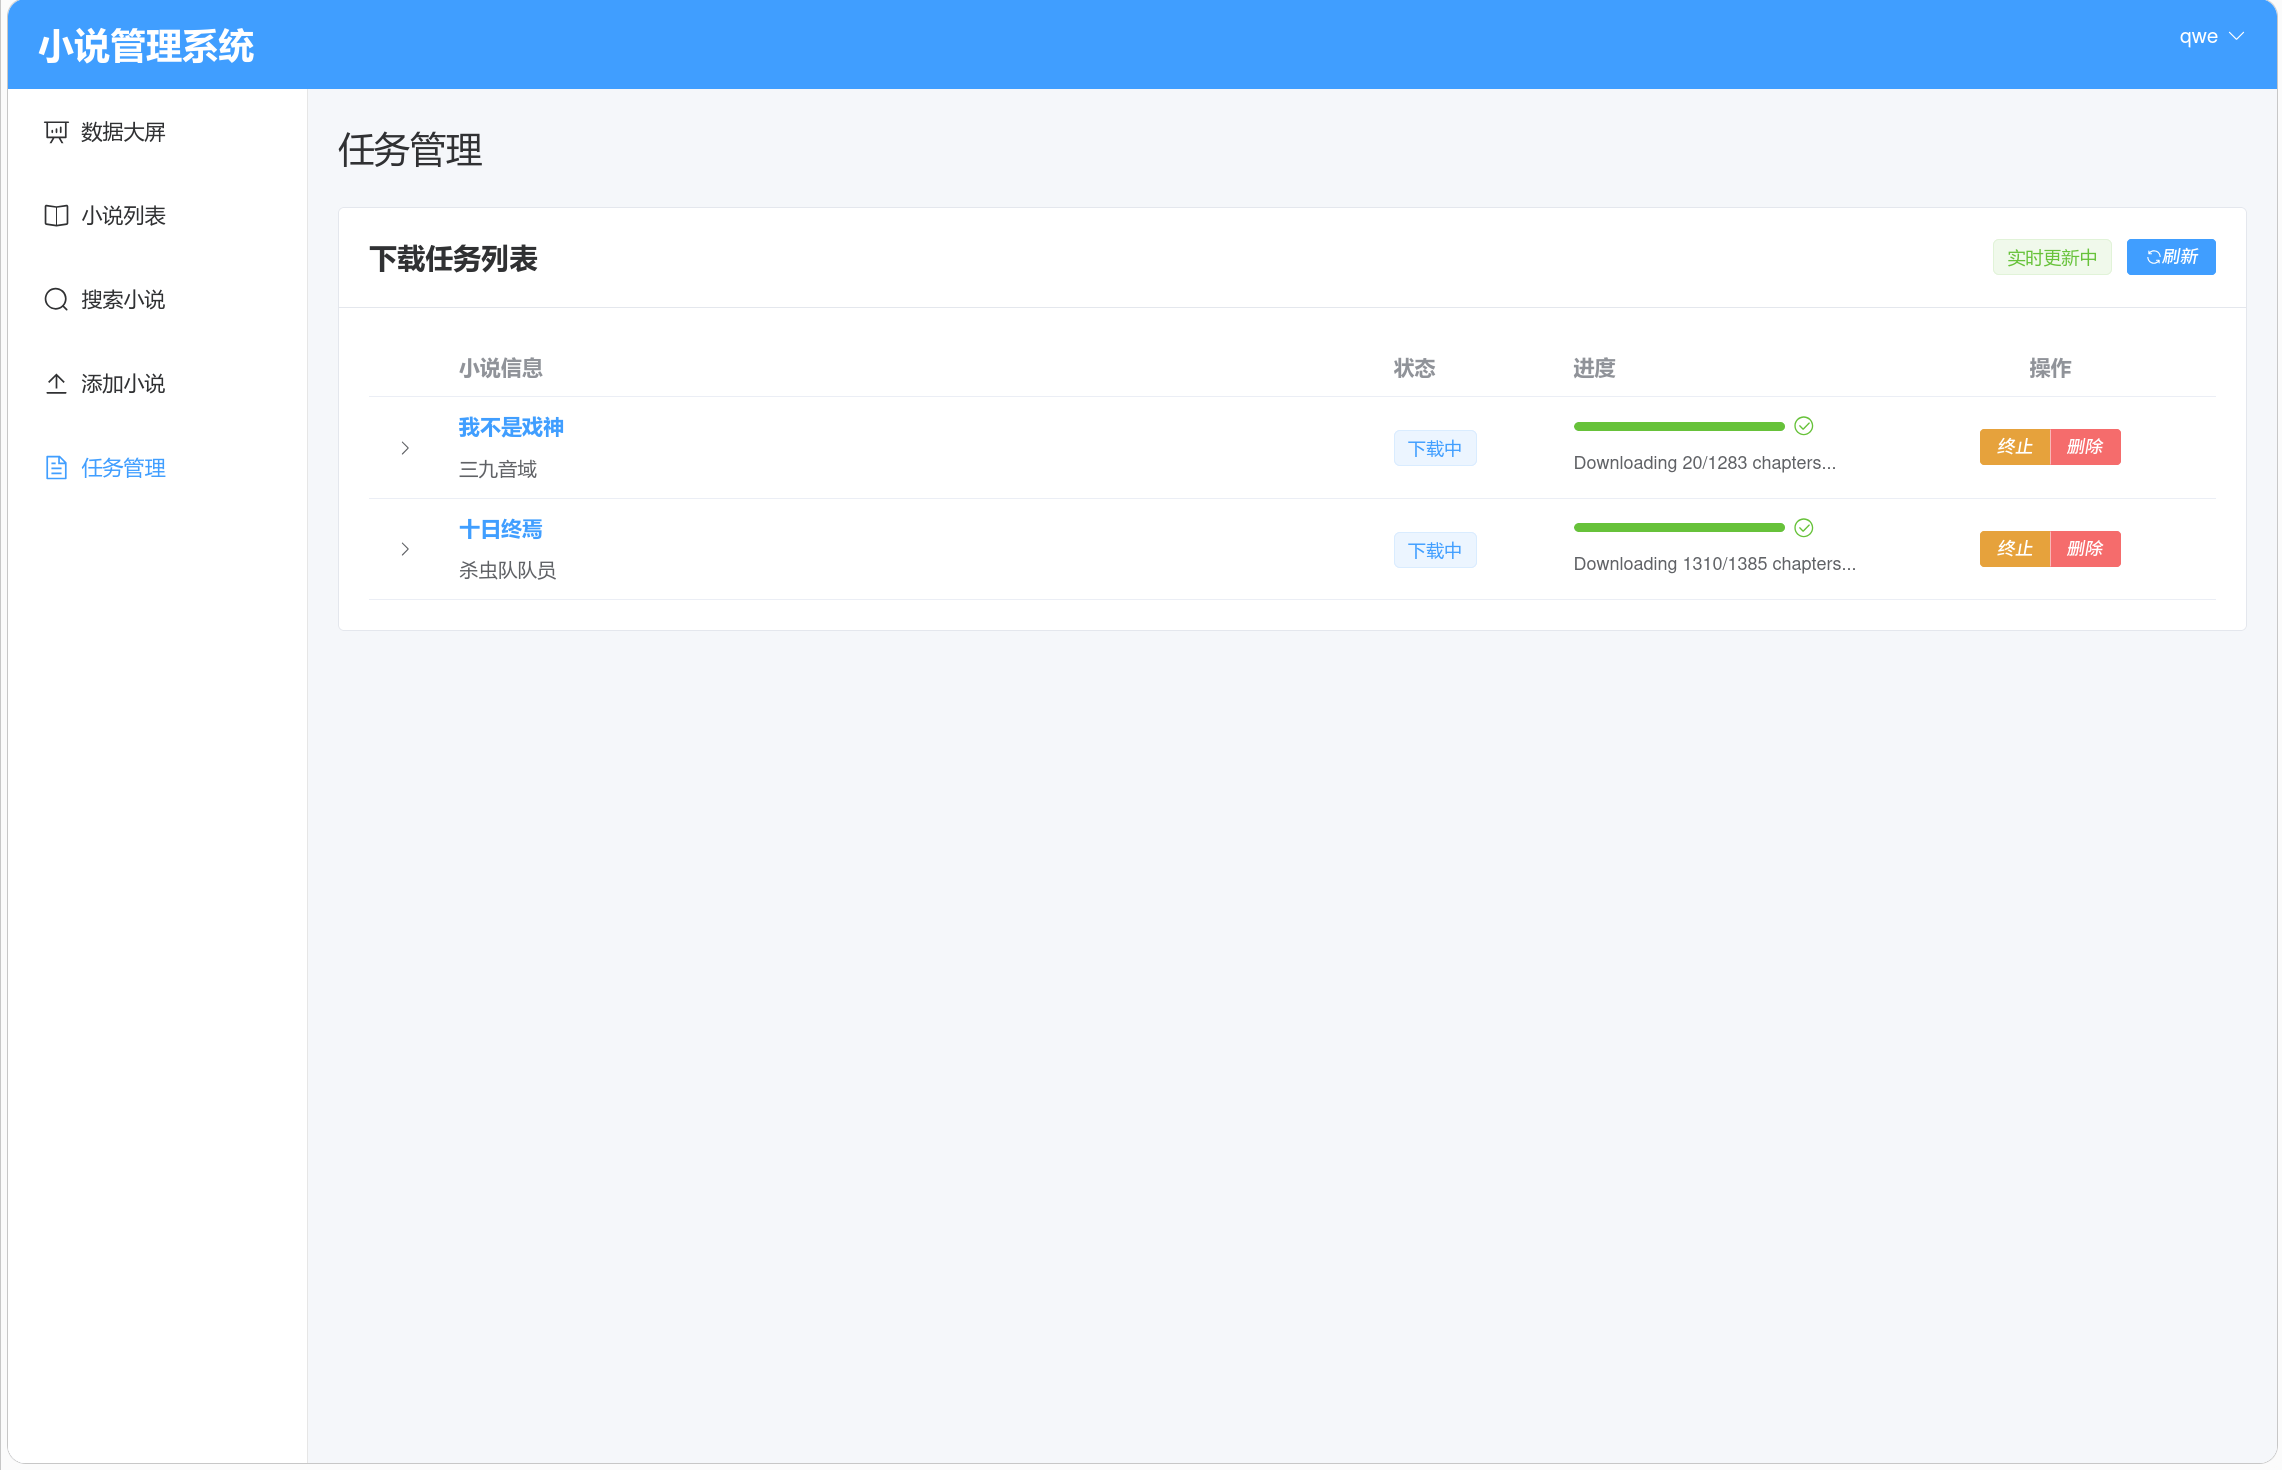 小说管理系统
qwe
数据大屏
小说列表
搜索小说
添加小说
任务管理
任务管理
下载任务列表
实时更新中
刷新
小说信息
状态
进度
操作
我不是戏神
三九音域
下载中
Downloading 20/1283 chapters...
终止
删除
十日终焉
杀虫队队员
下载中
Downloading 1310/1385 chapters...
终止
删除